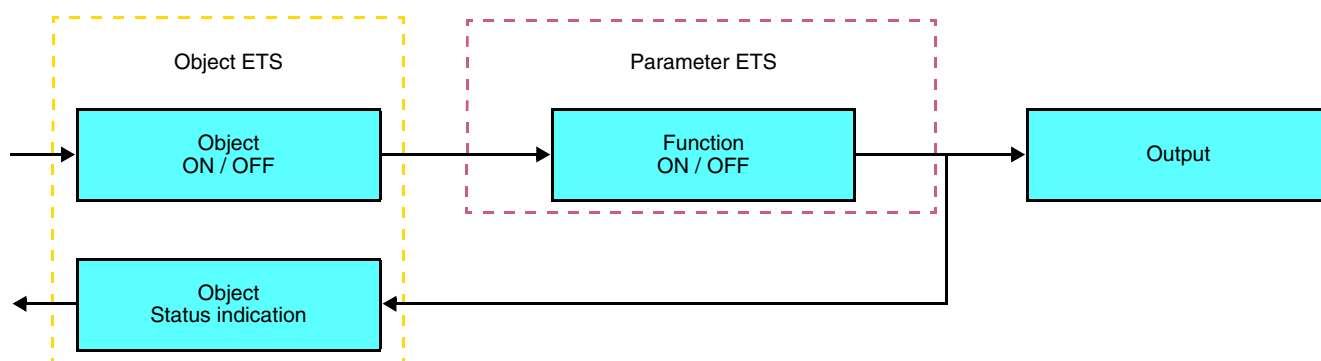 Object ETS
Parameter ETS
Object
ON / OFF
Function
ON / OFF
Output
Object
Status indication